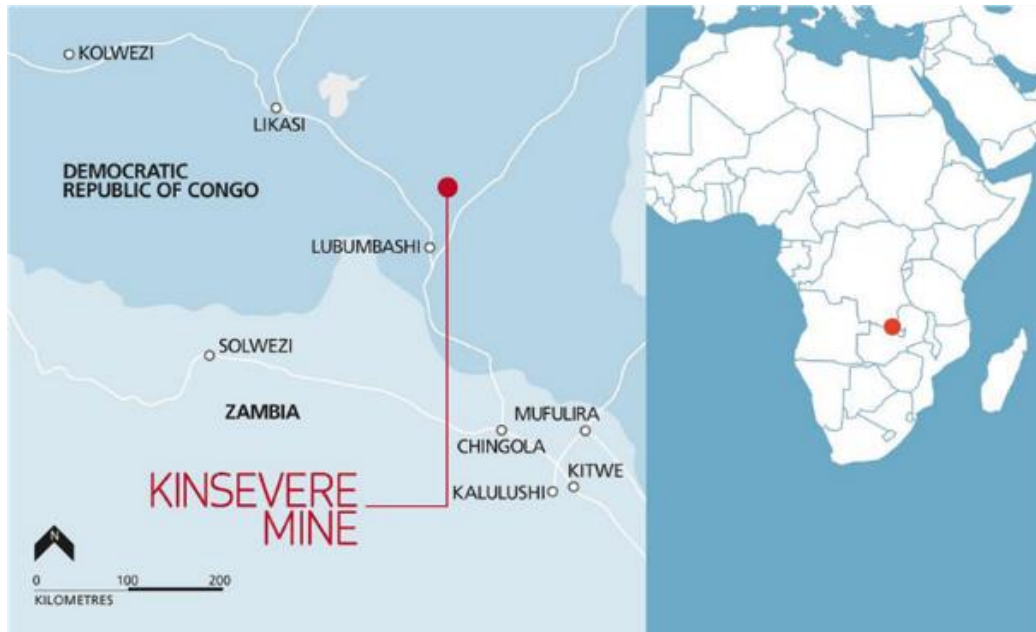 KOLWEZI
LIKASI
DEMOCRATIC
REPUBLIC OF CONGO
LUBUMBASHI
SOLWEZI
ZAMBIA
MUFULIRA
CHINGOLA
KITWE
KALULUSHI
KINSEVERE
MINE
N
0 100 200
KILOMETRES